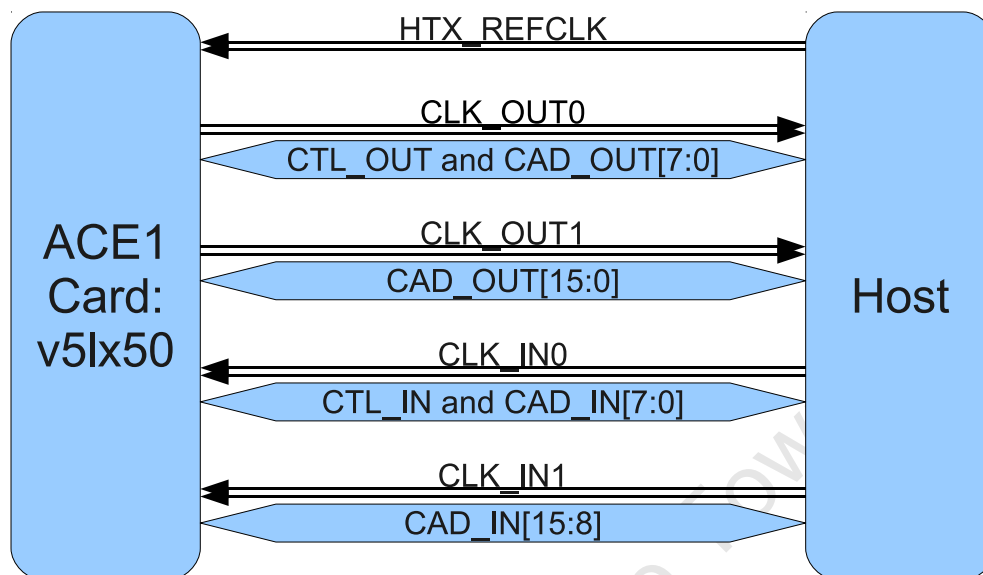 HTX_REFCLK
CLK_OUT0
CTL_OUT and CAD_OUT[7:0]
ACE1
Card:
v5lx50
CLK_OUT1
CAD_OUT[15:0]
Host
CLK_IN0
CTL_IN and CAD_IN[7:0]
CLK_IN1
CAD_IN[15:8]